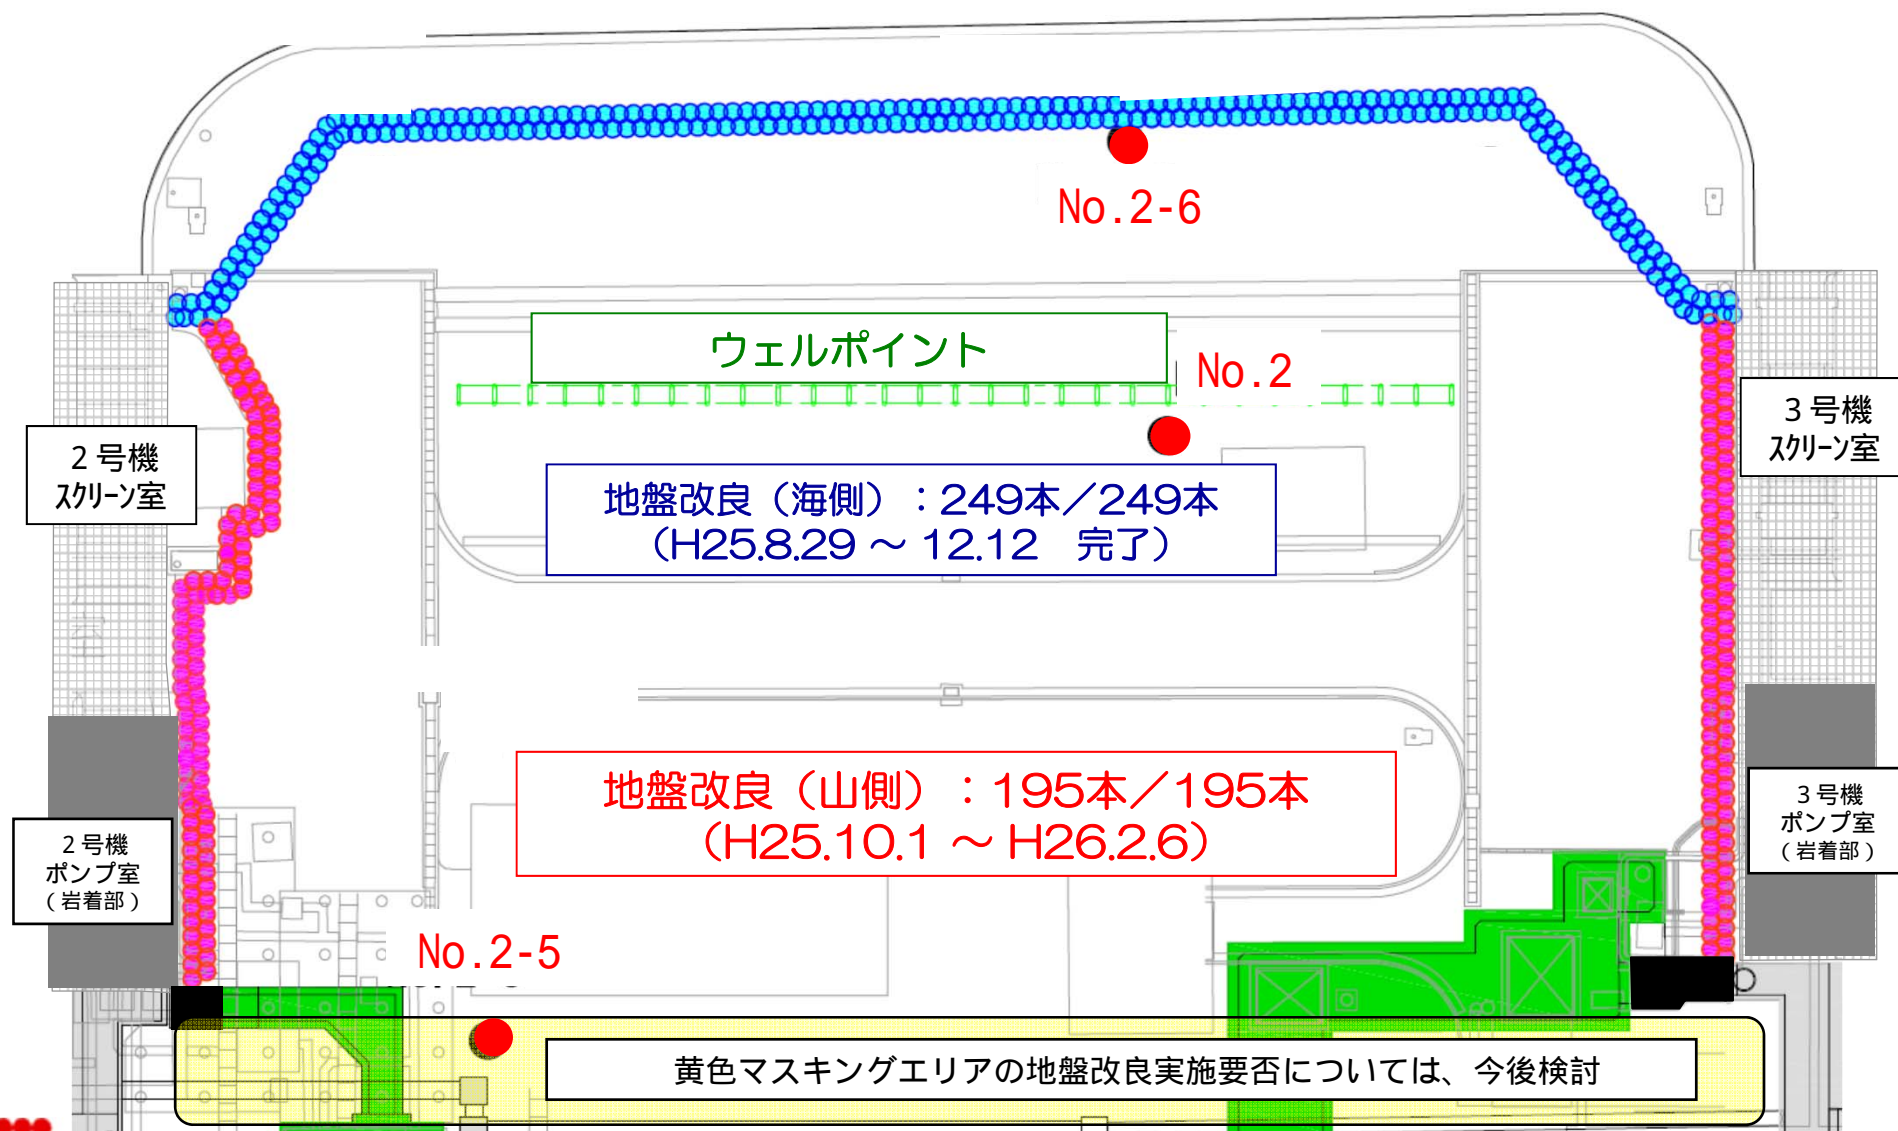 No.2-6
ウェルポイント
No.2
2号機
スクリーン室
3号機
スクリーン室
地盤改良（海側）：249本／249本
（H25.8.29 ～ 12.12　完了）
地盤改良（山側）：195本／195本
（H25.10.1 ～ H26.2.6）
2号機
ポンプ室
（岩着部）
3号機
ポンプ室
（岩着部）
No.2-5
黄色マスキングエリアの地盤改良実施要否については、今後検討